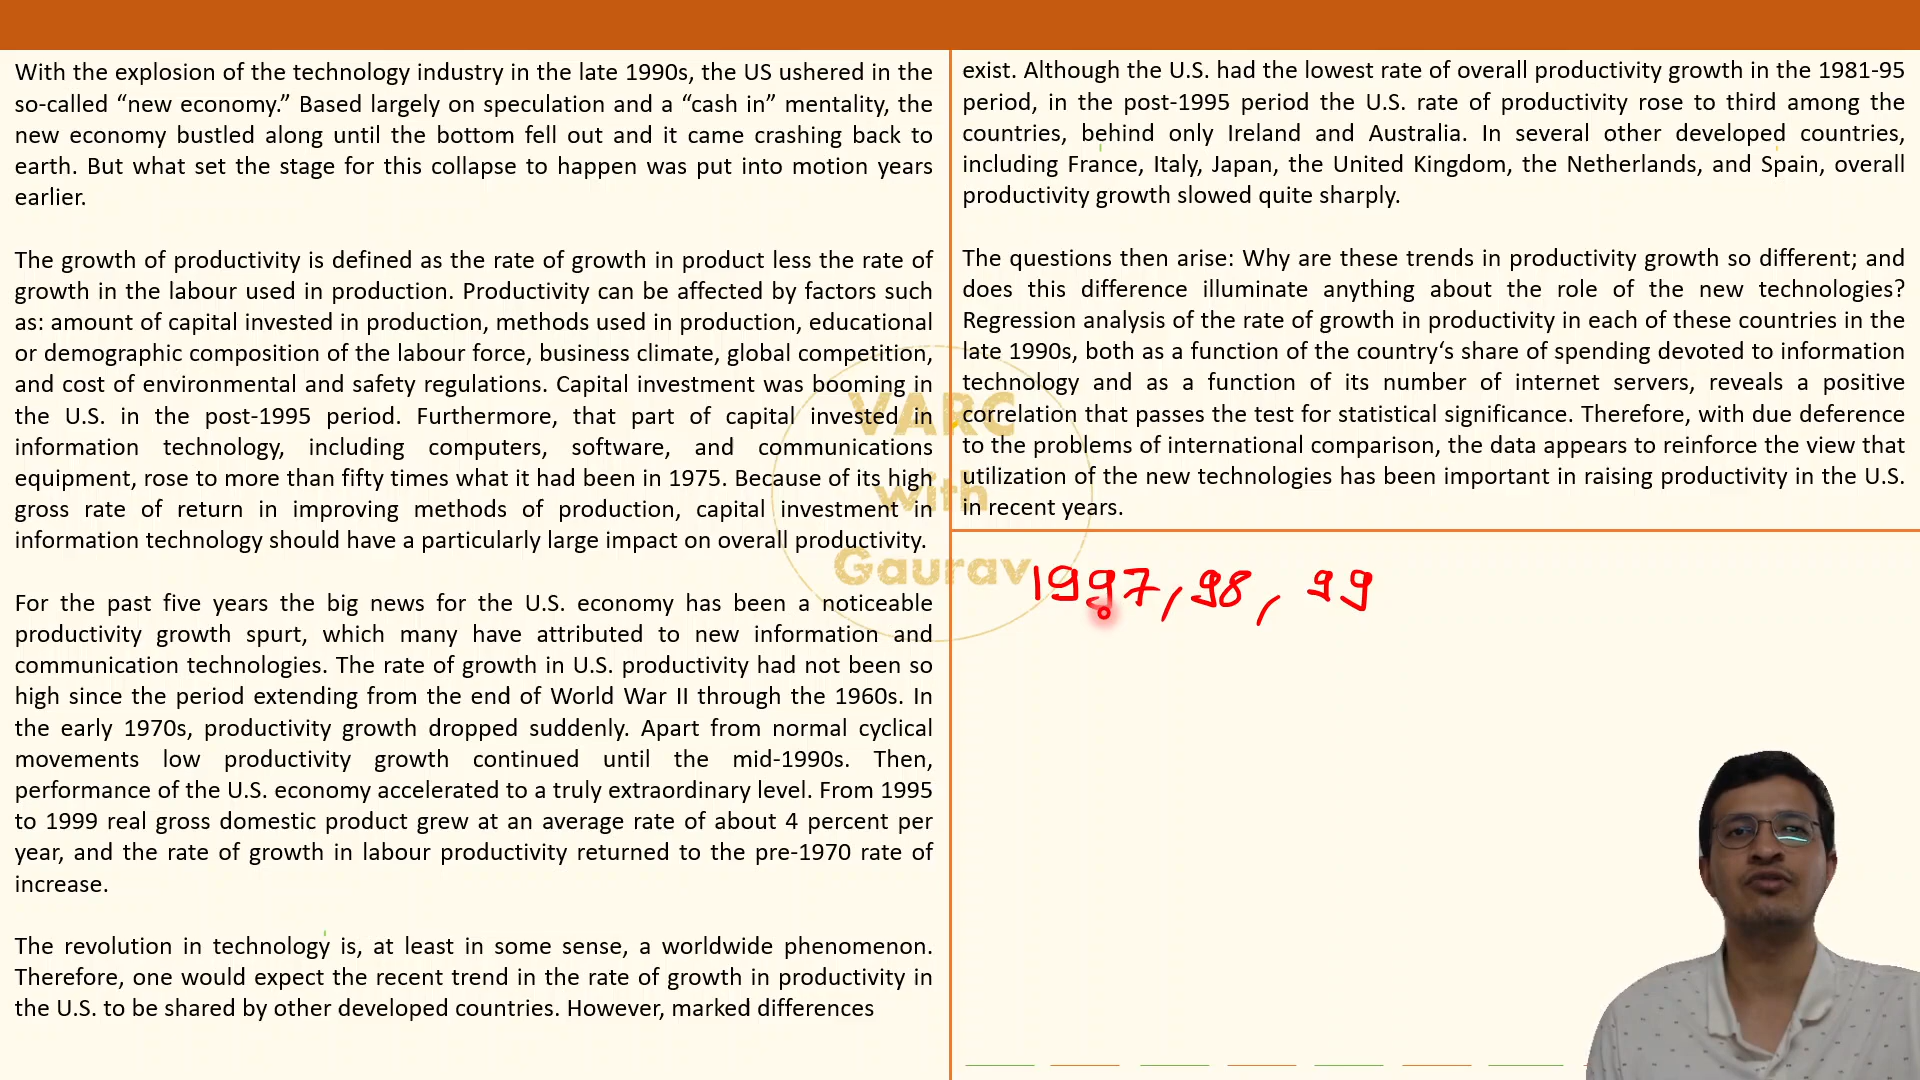 With the explosion of the technology industry in the late 1990s, the US ushered in the
so-called “new economy.” Based largely on speculation and a “cash in” mentality, the
new economy bustled along until the bottom fell out and it came crashing back to
earth. But what set the stage for this collapse to happen was put into motion years
earlier.
The growth of productivity is defined as the rate of growth in product less the rate of
growth in the labour used in production. Productivity can be affected by factors such
as: amount of capital invested in production, methods used in production, educational
or demographic composition of the labour force, business climate, global competition,
and cost of environmental and safety regulations. Capital investment was booming in
the U.S. in the post-1995 period. Furthermore, that part of capital invested in
information technology, including computers, software, and communications
equipment, rose to more than fifty times what it had been in 1975. Because of its high
gross rate of return in improving methods of production, capital investment in
information technology should have a particularly large impact on overall productivity.
For the past five years the big news for the U.S. economy has been a noticeable
productivity growth spurt, which many have attributed to new information and
communication technologies. The rate of growth in U.S. productivity had not been so
high since the period extending from the end of World War II through the 1960s. In
the early 1970s, productivity growth dropped suddenly. Apart from normal cyclical
movements low productivity growth continued until the mid-1990s. Then,
performance of the U.S. economy accelerated to a truly extraordinary level. From 1995
to 1999 real gross domestic product grew at an average rate of about 4 percent per
year, and the rate of growth in labour productivity returned to the pre-1970 rate of
increase.
The revolution in technology is, at least in some sense, a worldwide phenomenon.
Therefore, one would expect the recent trend in the rate of growth in productivity in
the U.S. to be shared by other developed countries. However, marked differences
exist. Although the U.S. had the lowest rate of overall productivity growth in the 1981-95
period, in the post-1995 period the U.S. rate of productivity rose to third among the
countries, behind only Ireland and Australia. In several other developed countries,
including France, Italy, Japan, the United Kingdom, the Netherlands, and Spain, overall
productivity growth slowed quite sharply.
The questions then arise: Why are these trends in productivity growth so different; and
does this difference illuminate anything about the role of the new technologies?
Regression analysis of the rate of growth in productivity in each of these countries in the
late 1990s, both as a function of the country‘s share of spending devoted to information
technology and as a function of its number of internet servers, reveals a positive
correlation that passes the test for statistical significance. Therefore, with due deference
to the problems of international comparison, the data appears to reinforce the view that
utilization of the new technologies has been important in raising productivity in the U.S.
in recent years.
VARC
with
Gaurav
1997, 98, 99